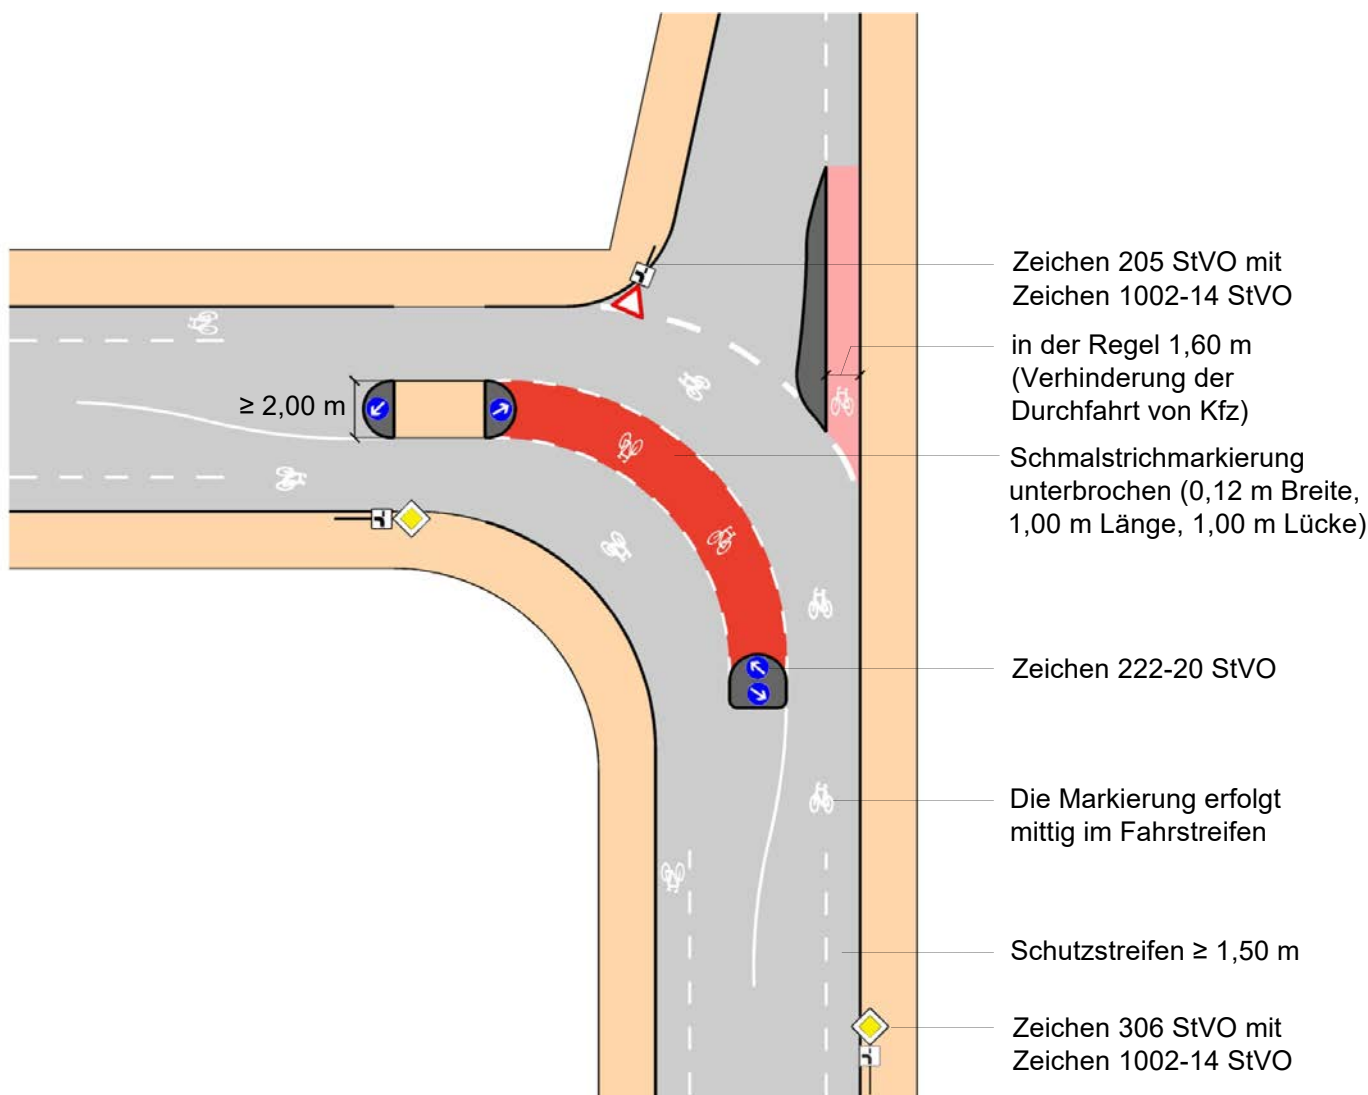 Zeichen 205 StVO mit
Zeichen 1002-14 StVO
in der Regel 1,60 m
(Verhinderung der
Durchfahrt von Kfz)
≥ 2,00 m
Schmalstrichmarkierung
unterbrochen (0,12 m Breite,
1,00 m Länge, 1,00 m Lücke)
Zeichen 222-20 StVO
Die Markierung erfolgt
mittig im Fahrstreifen
Schutzstreifen ≥ 1,50 m
Zeichen 306 StVO mit
Zeichen 1002-14 StVO